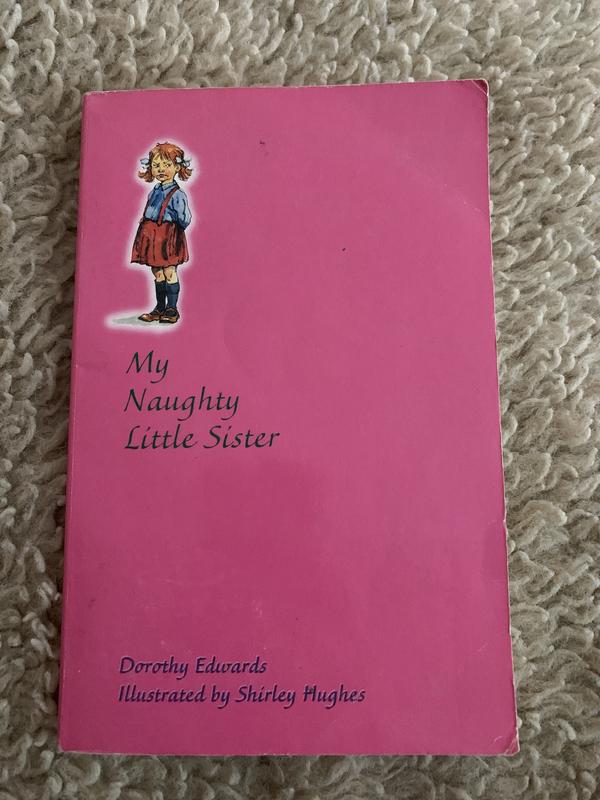 My
Naughty
Little Sister
Dorothy Edwards
Illustrated by Shirley Hughes